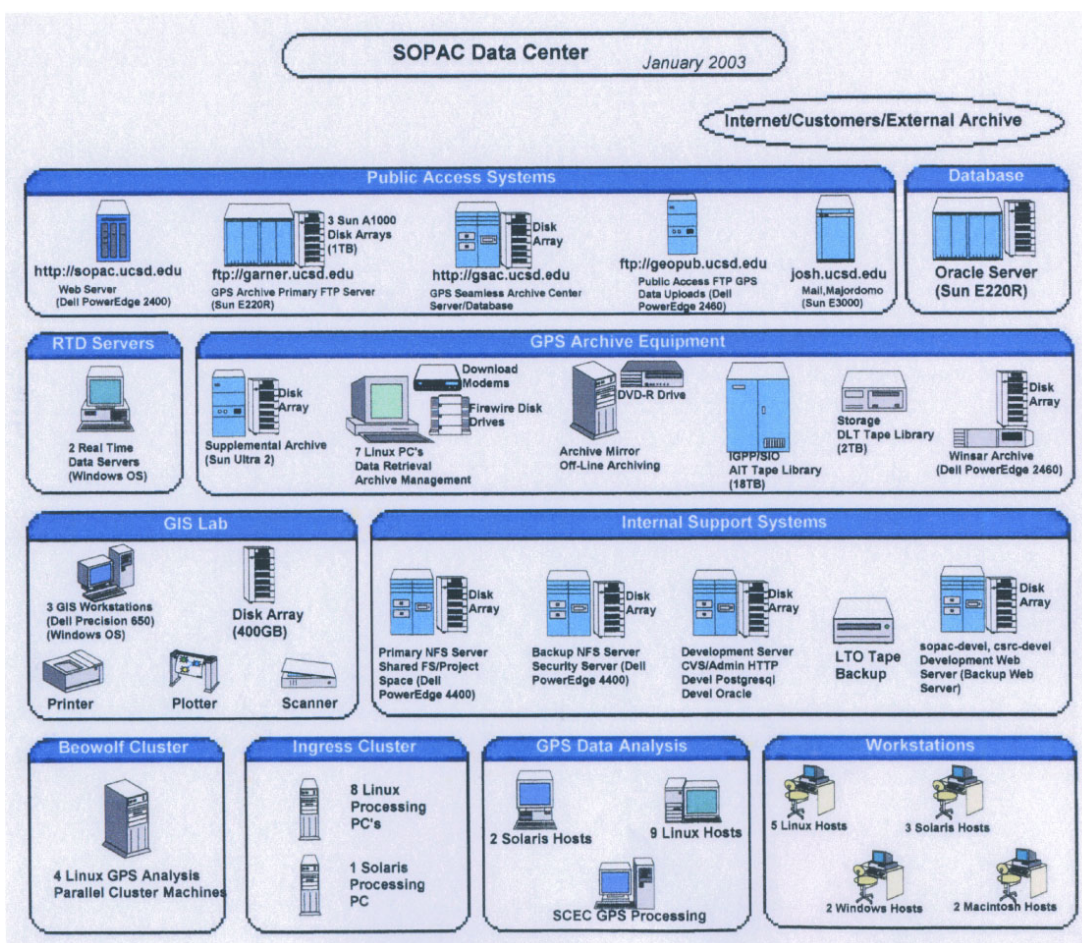 SOPAC Data Center
January 2003
Internet/Customers/External Archive
Public Access Systems
http://sopac.ucsd.edu
Web Server
(Dell PowerEdge 2400)
3 Sun A1000
Disk Arrays
(1TB)
ftp://garner.ucsd.edu
GPS Archive Primary FTP Server
(Sun E220R)
Disk
Array
http://gsac.ucsd.edu
GPS Seamless Archive Center
Server/Database
ftp://geopub.ucsd.edu
Public Access FTP GPS
Data Uploads (Dell
PowerEdge 2460)
josh.ucsd.edu
Mail,Majordomo
(Sun E3000)
Database
Oracle Server
(Sun E220R)
RTD Servers
2 Real Time
Data Servers
(Windows OS)
GPS Archive Equipment
Disk
Array
Supplemental Archive
(Sun Ultra 2)
Download
Modems
Firewire Disk
Drives
7 Linux PC's
Data Retrieval
Archive Management
DVD-R Drive
Archive Mirror
Off-Line Archiving
IGPP/SIO
AIT Tape Library
(18TB)
Storage
DLT Tape Library
(2TB)
Disk
Array
Winsar Archive
(Dell PowerEdge 2460)
GIS Lab
3 GIS Workstations
(Dell Precision 650)
(Windows OS)
Disk Array
(400GB)
Printer
Plotter
Scanner
Internal Support Systems
Disk
Array
Primary NFS Server
Shared FS/Project
Space (Dell
PowerEdge 4400)
Disk
Array
Backup NFS Server
Security Server (Dell
PowerEdge 4400)
Disk
Array
Development Server
CVS/Admin HTTP
Devel Postgresql
Devel Oracle
LTO Tape
Backup
Disk
Array
sopac-devel, csrc-devel
Development Web
Server (Backup Web
Server)
Beowolf Cluster
4 Linux GPS Analysis
Parallel Cluster Machines
Ingress Cluster
8 Linux
Processing
PC's
1 Solaris
Processing
PC
GPS Data Analysis
2 Solaris Hosts
9 Linux Hosts
SCEC GPS Processing
Workstations
5 Linux Hosts
3 Solaris Hosts
2 Windows Hosts
2 Macintosh Hosts